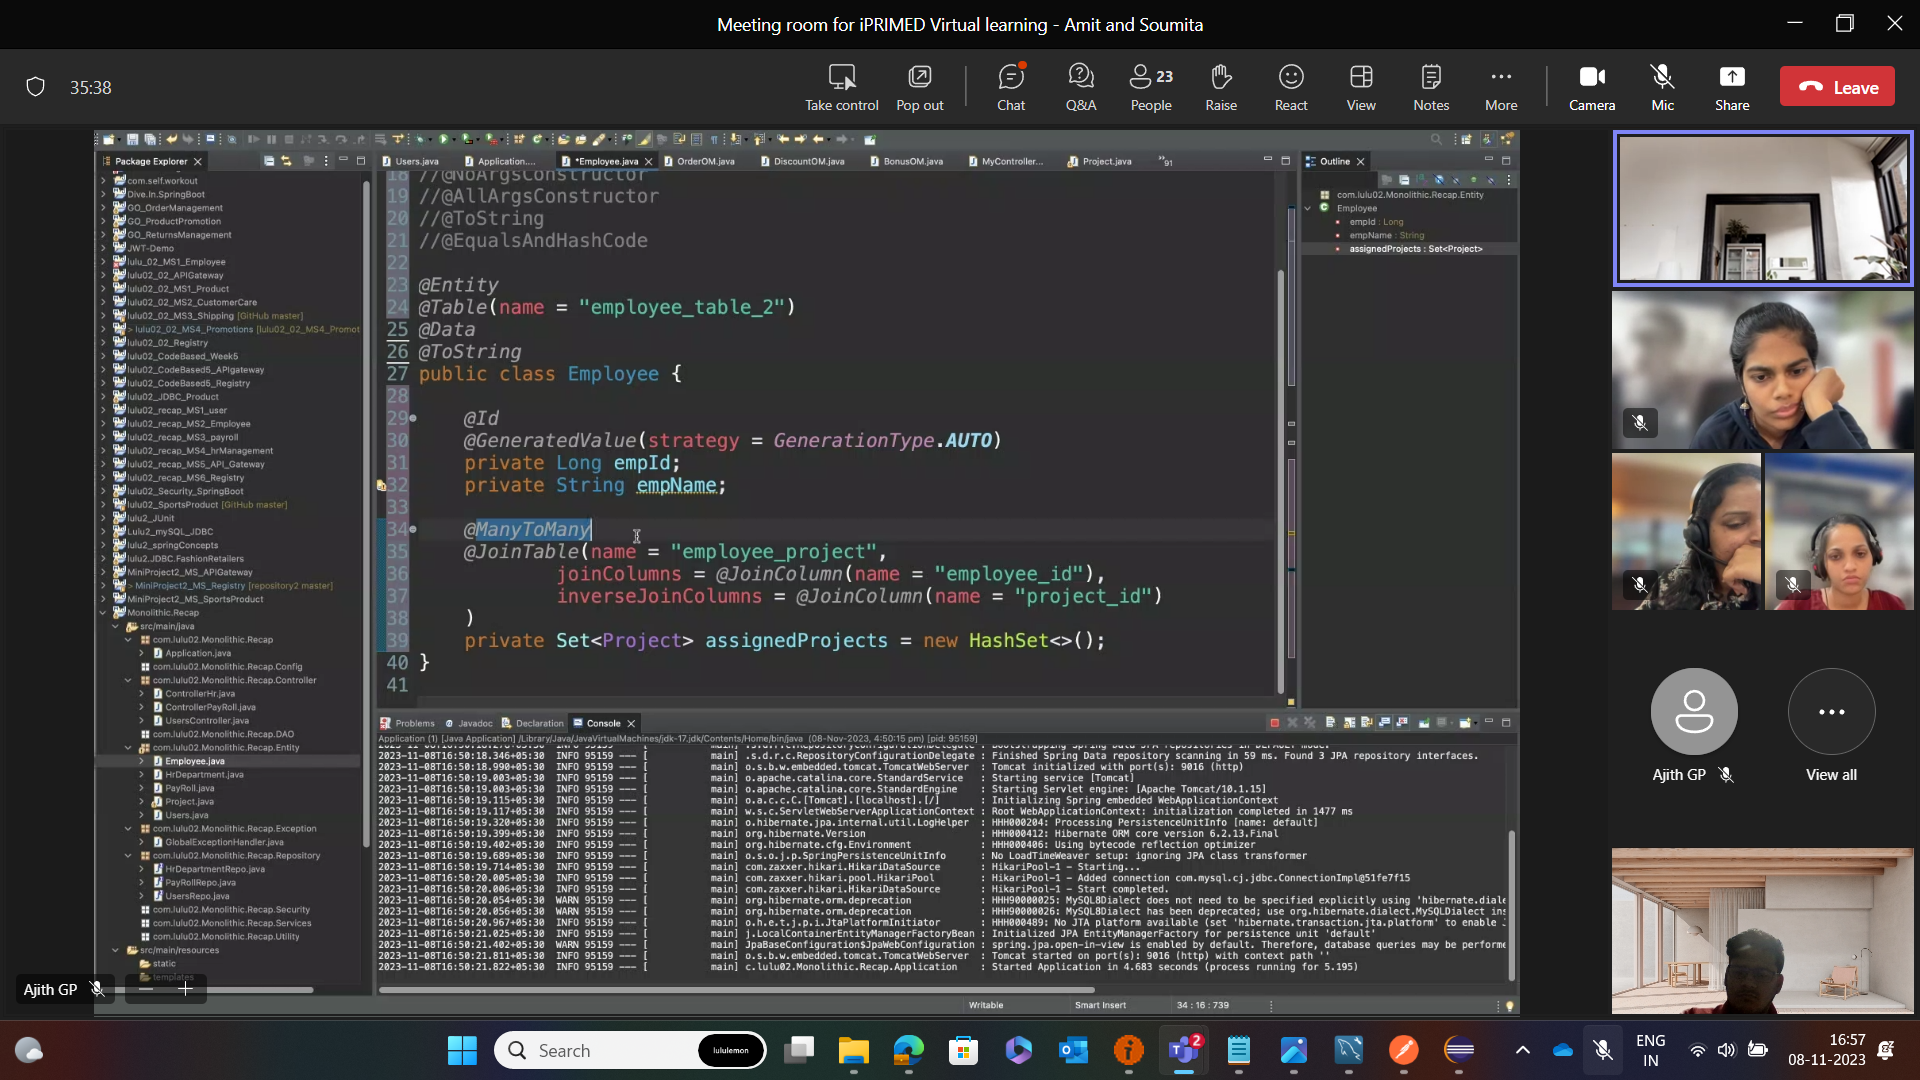 Meeting room for iPRIMED Virtual learning - Amit and Soumita
35:38
Take control
Pop out
Chat
Q&A
23
People
Raise
React
View
Notes
More
Camera
Mic
Share
Leave
Package Explorer
Users.java
Application....
*Employee.java
OrderOM.java
DiscountOM.java
BonusOM.java
MyController...
Project.java
»91
Outline
com.self.workout
Dive.In.SpringBoot
GO_OrderManagement
GO_ProductPromotion
GO_ReturnsManagement
JWT-Demo
lulu_02_MS1_Employee
lulu02_02_APIGateway
lulu02_02_MS1_Product
lulu02_02_MS2_CustomerCare
lulu02_02_MS3_Shipping [GitHub master]
> lulu02_02_MS4_Promotions [lulu02_02_MS4_Promot
lulu02_02_Registry
lulu02_CodeBased_Week5
lulu02_CodeBased5_APIgateway
lulu02_CodeBased5_Registry
lulu02_JDBC_Product
lulu02_recap_MS1_user
lulu02_recap_MS2_Employee
lulu02_recap_MS3_payroll
lulu02_recap_MS4_hrManagement
lulu02_recap_MS5_API_Gateway
lulu02_recap_MS6_Registry
lulu02_Security_SpringBoot
lulu02_SportsProduct [GitHub master]
lulu2_JUnit
Lulu2_mySQL_JDBC
lulu2_springConcepts
lulu2.JDBC.FashionRetailers
MiniProject2_MS_APIGateway
> MiniProject2_MS_Registry [repository2 master]
MiniProject2_MS_SportsProduct
Monolithic.Recap
src/main/java
com.lulu02.Monolithic.Recap
Application.java
com.lulu02.Monolithic.Recap.Config
com.lulu02.Monolithic.Recap.Controller
ControllerHr.java
ControllerPayRoll.java
UsersController.java
com.lulu02.Monolithic.Recap.DAO
com.lulu02.Monolithic.Recap.Entity
Employee.java
HrDepartment.java
PayRoll.java
Project.java
Users.java
com.lulu02.Monolithic.Recap.Exception
GlobalExceptionHandler.java
com.lulu02.Monolithic.Recap.Repository
HrDepartmentRepo.java
PayRollRepo.java
UsersRepo.java
com.lulu02.Monolithic.Recap.Security
com.lulu02.Monolithic.Recap.Services
com.lulu02.Monolithic.Recap.Utility
src/main/resources
static
templates
18 //@NoArgsConstructor
19 //@AllArgsConstructor
20 //@ToString
21 //@EqualsAndHashCode
22
23 @Entity
24 @Table(name = "employee_table_2")
25 @Data
26 @ToString
27 public class Employee {
28
29 @Id
30 @GeneratedValue(strategy = GenerationType.AUTO)
31 private Long empId;
32 private String empName;
33
34 @ManyToMany
35 @JoinTable(name = "employee_project",
36 joinColumns = @JoinColumn(name = "employee_id"),
37 inverseJoinColumns = @JoinColumn(name = "project_id")
38 )
39 private Set<Project> assignedProjects = new HashSet<>();
40 }
41
com.lulu02.Monolithic.Recap.Entity
Employee
empId : Long
empName : String
assignedProjects : Set<Project>
Problems
Javadoc
Declaration
Console
Application (1) [Java Application] /Library/Java/JavaVirtualMachines/jdk-17.jdk/Contents/Home/bin/java (08-Nov-2023, 4:50:15 pm) [pid: 95159]
2023-11-08T16:50:18.346+05:30 INFO 95159 --- [ main] .s.d.r.c.RepositoryConfigurationDelegate : Finished Spring Data repository scanning in 59 ms. Found 3 JPA repository interfaces.
2023-11-08T16:50:18.990+05:30 INFO 95159 --- [ main] o.s.b.w.embedded.tomcat.TomcatWebServer : Tomcat initialized with port(s): 9016 (http)
2023-11-08T16:50:19.003+05:30 INFO 95159 --- [ main] o.apache.catalina.core.StandardService : Starting service [Tomcat]
2023-11-08T16:50:19.003+05:30 INFO 95159 --- [ main] o.apache.catalina.core.StandardEngine : Starting Servlet engine: [Apache Tomcat/10.1.15]
2023-11-08T16:50:19.115+05:30 INFO 95159 --- [ main] o.a.c.c.C.[Tomcat].[localhost].[/] : Initializing Spring embedded WebApplicationContext
2023-11-08T16:50:19.117+05:30 INFO 95159 --- [ main] w.s.c.ServletWebServerApplicationContext : Root WebApplicationContext: initialization completed in 1477 ms
2023-11-08T16:50:19.320+05:30 INFO 95159 --- [ main] o.hibernate.jpa.internal.util.LogHelper : HHH000204: Processing PersistenceUnitInfo [name: default]
2023-11-08T16:50:19.399+05:30 INFO 95159 --- [ main] org.hibernate.Version : HHH000412: Hibernate ORM core version 6.2.13.Final
2023-11-08T16:50:19.402+05:30 INFO 95159 --- [ main] org.hibernate.cfg.Environment : HHH000406: Using bytecode reflection optimizer
2023-11-08T16:50:19.689+05:30 INFO 95159 --- [ main] o.s.o.j.p.SpringPersistenceUnitInfo : No LoadTimeWeaver setup: ignoring JPA class transformer
2023-11-08T16:50:19.714+05:30 INFO 95159 --- [ main] com.zaxxer.hikari.HikariDataSource : HikariPool-1 - Starting...
2023-11-08T16:50:20.005+05:30 INFO 95159 --- [ main] com.zaxxer.hikari.pool.HikariPool : HikariPool-1 - Added connection com.mysql.cj.jdbc.ConnectionImpl@51fe7f15
2023-11-08T16:50:20.006+05:30 INFO 95159 --- [ main] com.zaxxer.hikari.HikariDataSource : HikariPool-1 - Start completed.
2023-11-08T16:50:20.054+05:30 WARN 95159 --- [ main] org.hibernate.orm.deprecation : HHH90000025: MySQL8Dialect does not need to be specified explicitly using 'hibernate.diale
2023-11-08T16:50:20.056+05:30 WARN 95159 --- [ main] org.hibernate.orm.deprecation : HHH90000026: MySQL8Dialect has been deprecated; use org.hibernate.dialect.MySQLDialect ins
2023-11-08T16:50:20.967+05:30 INFO 95159 --- [ main] o.h.e.t.j.p.i.JtaPlatformInitiator : HHH000489: No JTA platform available (set 'hibernate.transaction.jta.platform' to enable
2023-11-08T16:50:21.025+05:30 INFO 95159 --- [ main] j.LocalContainerEntityManagerFactoryBean : Initialized JPA EntityManagerFactory for persistence unit 'default'
2023-11-08T16:50:21.402+05:30 WARN 95159 --- [ main] JpaBaseConfiguration$JpaWebConfiguration : spring.jpa.open-in-view is enabled by default. Therefore, database queries may be performe
2023-11-08T16:50:21.811+05:30 INFO 95159 --- [ main] o.s.b.w.embedded.tomcat.TomcatWebServer : Tomcat started on port(s): 9016 (http) with context path ''
2023-11-08T16:50:21.822+05:30 INFO 95159 --- [ main] c.lulu02.Monolithic.Recap.Application : Started Application in 4.683 seconds (process running for 5.195)
Writable
Smart Insert
34 : 16 : 739
Ajith GP
Ajith GP
View all
Search
lululemon
2
ENG
IN
16:57
08-11-2023